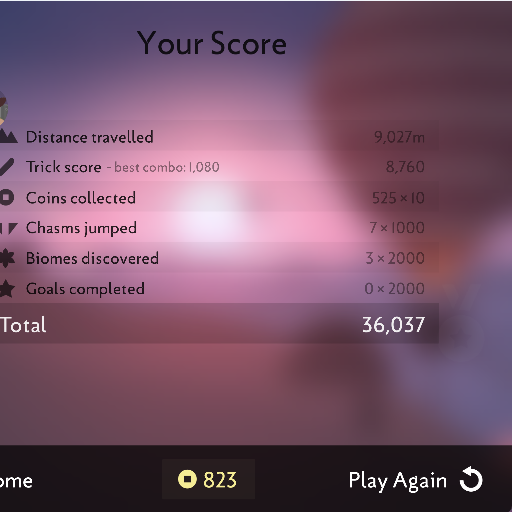 Your Score
Distance travelled 9,027m
Trick score - best combo: 1,080 8,760
Coins collected 525 × 10
Chasms jumped 7 × 1000
Biomes discovered 3 × 2000
Goals completed 0 × 2000
Total 36,037
ome 823 Play Again